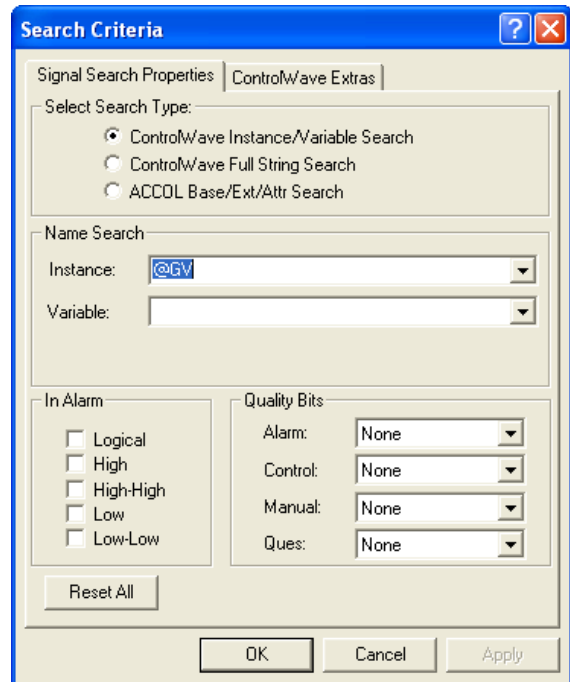 Search Criteria
Signal Search Properties
ControlWave Extras
Select Search Type:
ControlWave Instance/Variable Search
ControlWave Full String Search
ACCOL Base/Ext/Attr Search
Name Search
Instance: @GV
Variable:
In Alarm
Logical
High
High-High
Low
Low-Low
Quality Bits
Alarm: None
Control: None
Manual: None
Ques: None
Reset All
OK
Cancel
Apply